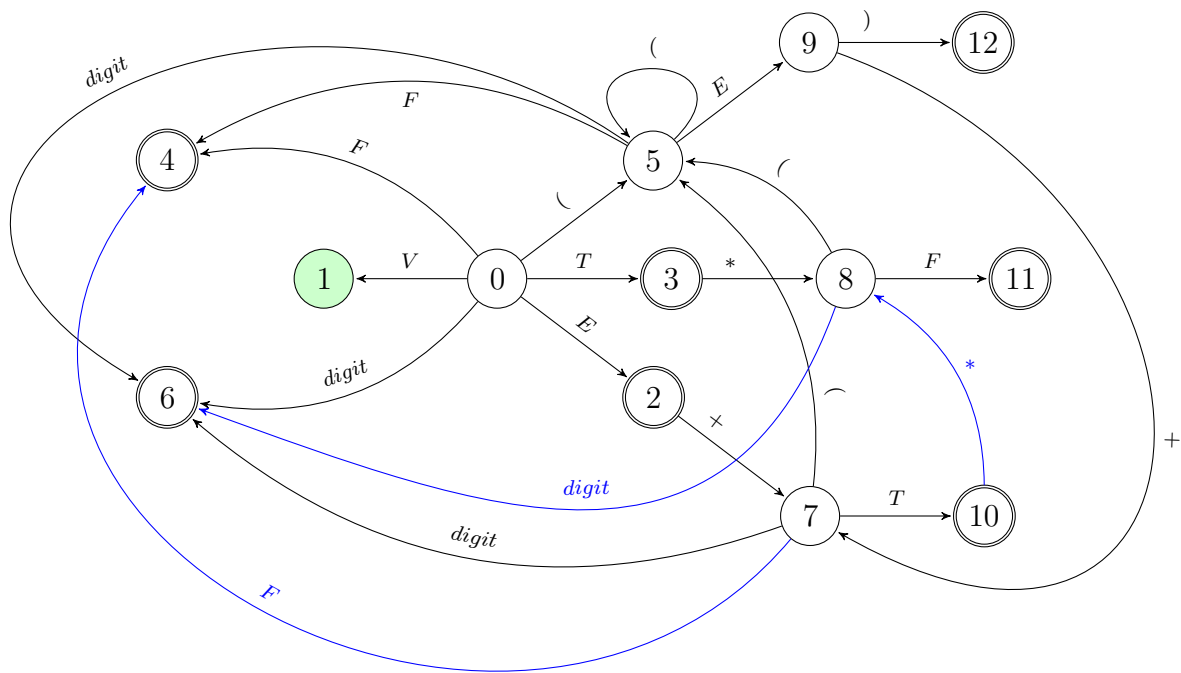 9 ) 12
( E
digit
F
4 F 5
( (
1 V 0 T 3 * 8 F 11
E
digit *
6 2
+ ( +
digit
7 T 10
digit
F